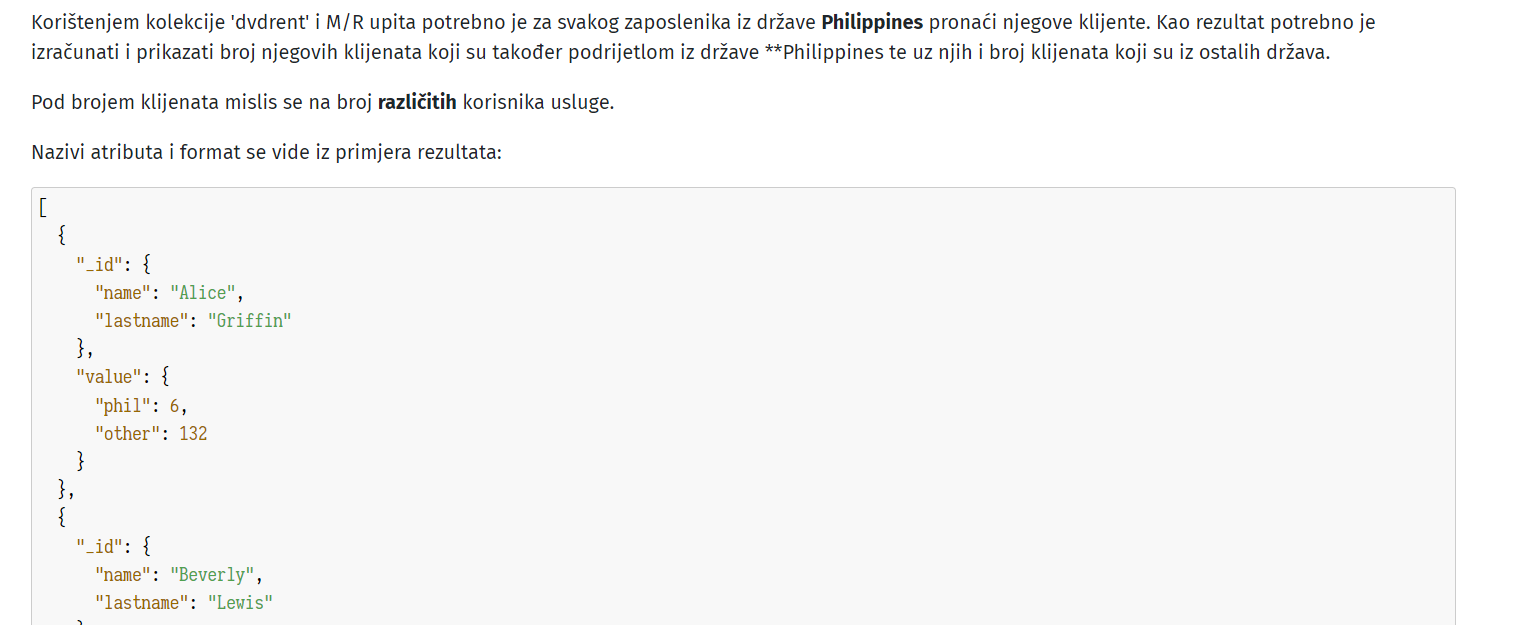 Korištenjem kolekcije 'dvdrent' i M/R upita potrebno je za svakog zaposlenika iz države Philippines pronaći njegove klijente. Kao rezultat potrebno je
izračunati i prikazati broj njegovih klijenata koji su također podrijetlom iz države **Philippines te uz njih i broj klijenata koji su iz ostalih država.
Pod brojem klijenata mislis se na broj različitih korisnika usluge.
Nazivi atributa i format se vide iz primjera rezultata:
[
  {
    "_id": {
      "name": "Alice",
      "lastname": "Griffin"
    },
    "value": {
      "phil": 6,
      "other": 132
    }
  },
  {
    "_id": {
      "name": "Beverly",
      "lastname": "Lewis"